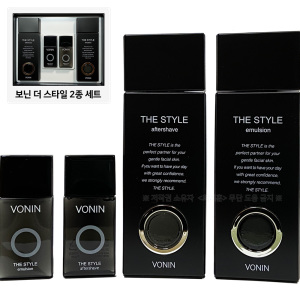 보닌 더 스타일 2종 세트
THE STYLE
aftershave
THE STYLE IS the
perfect partner for your
gentle facial skin.
If you want to have your day
with great confidence,
we strongly recommend.
THE STYLE.
VONIN
THE STYLE
emulsion
THE STYLE IS the
perfect partner for your
gentle facial skin.
If you want to have your day
with great confidence,
we strongly recommend.
THE STYLE.
VONIN
VONIN
THE STYLE
emulsion
VONIN
THE STYLE
aftershave